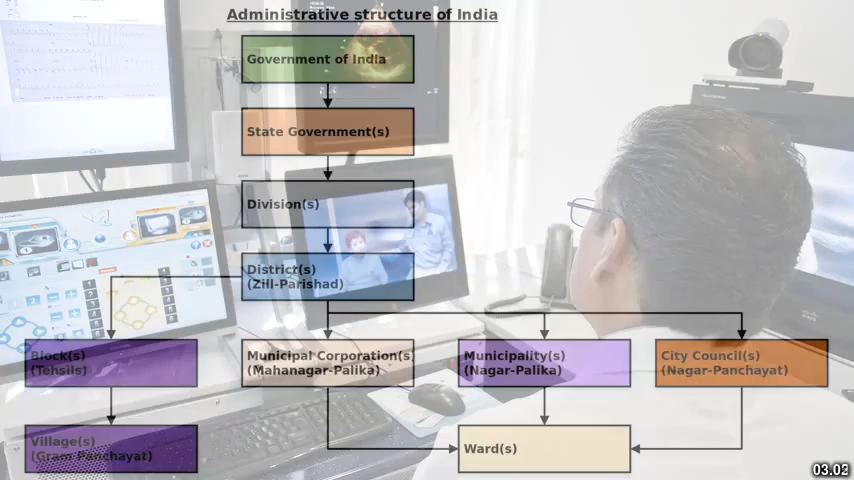 Administrative structure of India
Government of India
State Government(s)
Division(s)
District(s)
(Zill-Parishad)
Block(s)
(Tehsils)
Municipal Corporation(s)
(Mahanagar-Palika)
Municipality(s)
(Nagar-Palika)
City Council(s)
(Nagar-Panchayat)
Village(s)
(Gram Panchayat)
Ward(s)
03.02